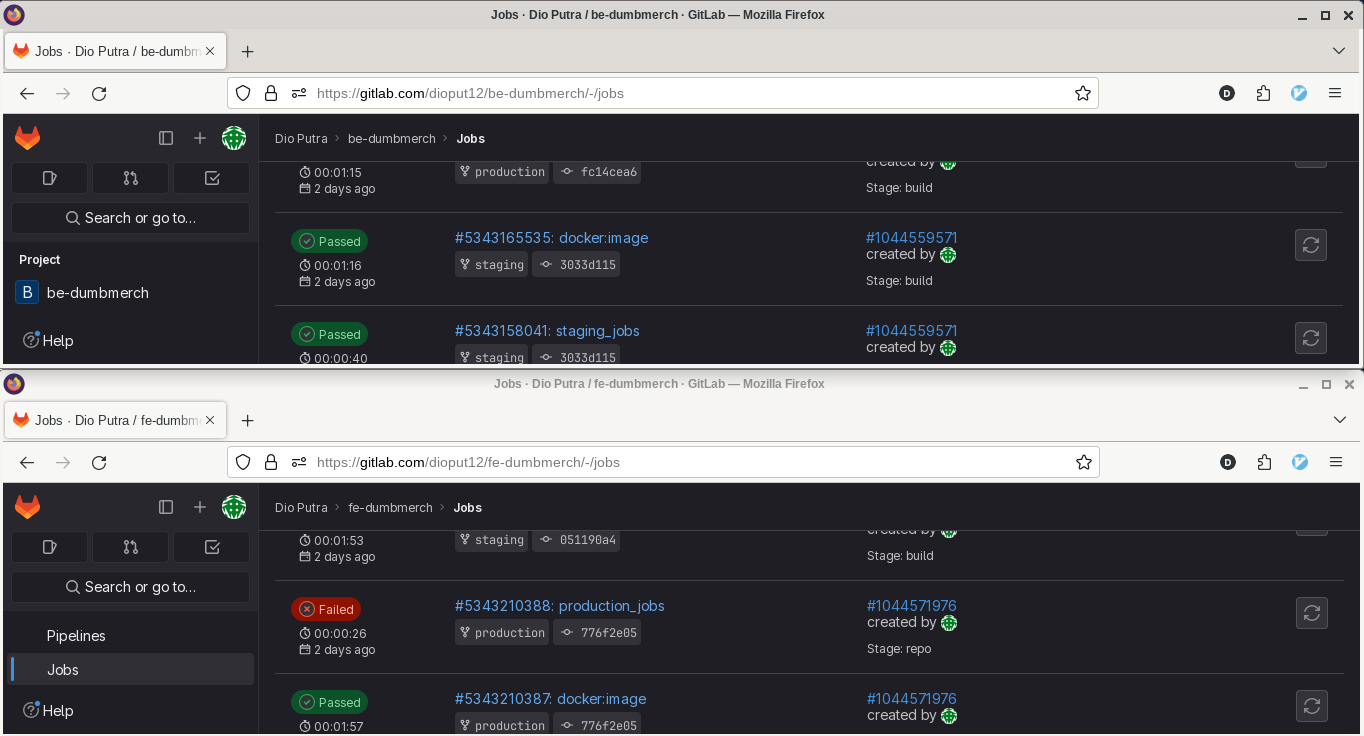 Jobs · Dio Putra / be-dumbmerch · GitLab — Mozilla Firefox
Jobs · Dio Putra / be-dumbm
https://gitlab.com/dioput12/be-dumbmerch/-/jobs
D
Dio Putra › be-dumbmerch › Jobs
created by
00:01:15 production fc14cea6
2 days ago Stage: build
Search or go to…
Passed #5343165535: docker:image #1044559571
created by
00:01:16 staging 3033d115
2 days ago Stage: build
Project
B be-dumbmerch
Passed #5343158041: staging_jobs #1044559571
Help created by
00:00:40 staging 3033d115
Jobs · Dio Putra / fe-dumbmerch · GitLab — Mozilla Firefox
Jobs · Dio Putra / fe-dumbm
https://gitlab.com/dioput12/fe-dumbmerch/-/jobs
D
Dio Putra › fe-dumbmerch › Jobs
created by
00:01:53 staging 051190a4
2 days ago Stage: build
Search or go to…
Failed #5343210388: production_jobs #1044571976
created by
00:00:26 production 776f2e05
2 days ago Stage: repo
Pipelines
Jobs
Passed #5343210387: docker:image #1044571976
Help created by
00:01:57 production 776f2e05